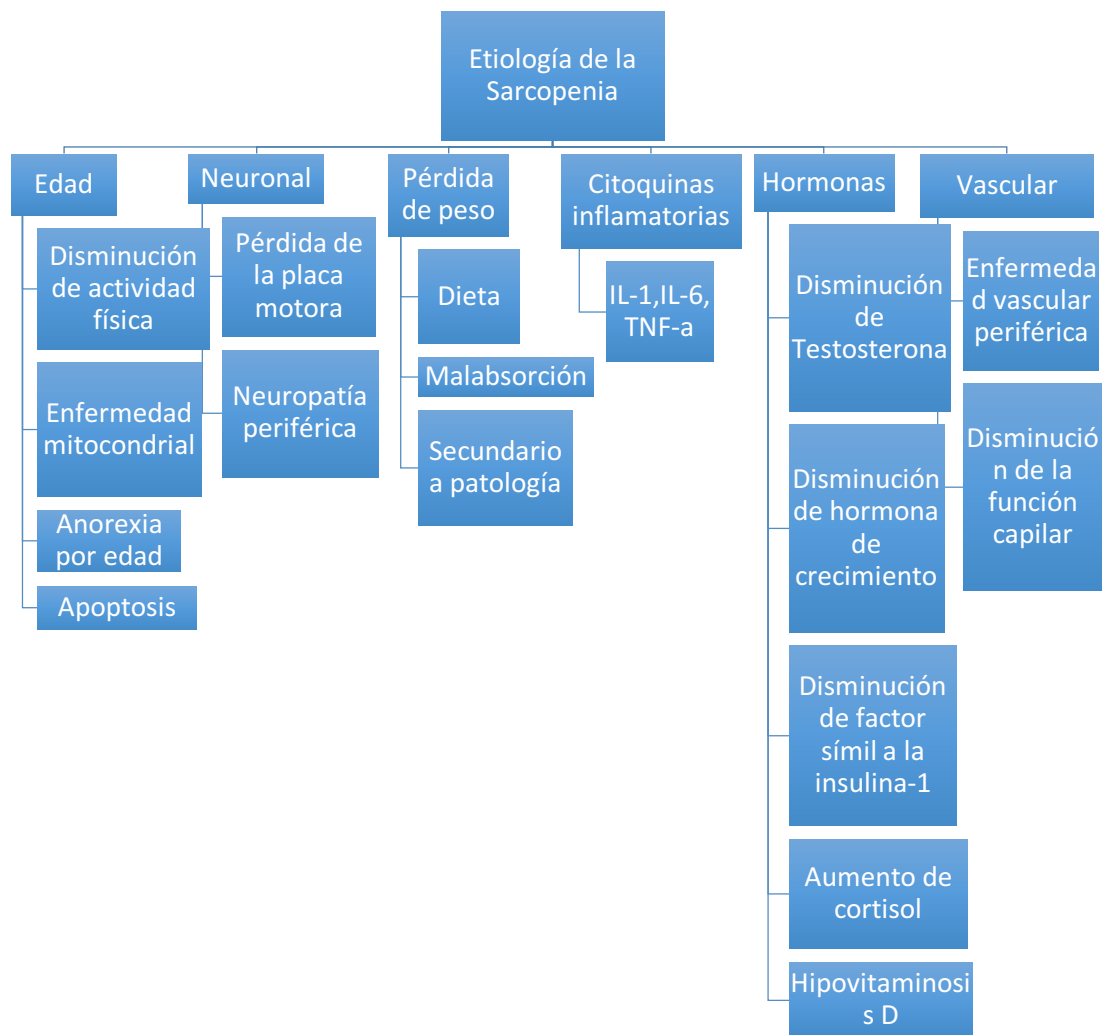 Etiología de la
Sarcopenia
Edad
Disminución
de actividad
física
Enfermedad
mitocondrial
Anorexia
por edad
Apoptosis
Neuronal
Pérdida de
la placa
motora
Neuropatía
periférica
Pérdida
de peso
Dieta
Malabsorción
Secundario
a patología
Citoquinas
inflamatorias
IL-1,IL-6,
TNF-a
Hormonas
Disminución
de
Testosterona
Disminución
de hormona
de
crecimiento
Disminución
de factor
símil a la
insulina-1
Aumento de
cortisol
Hipovitaminosi
s D
Vascular
Enfermeda
d vascular
periférica
Disminució
n de la
función
capilar